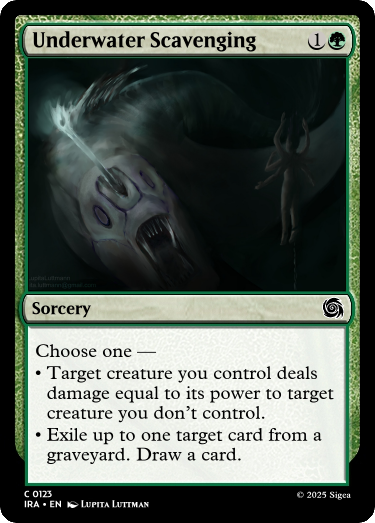 Underwater Scavenging 1
Sorcery
Choose one —
• Target creature you control deals
damage equal to its power to target
creature you don't control.
• Exile up to one target card from a
graveyard. Draw a card.
C 0123
IRA • EN Lupita Luttman
© 2025 Sigea